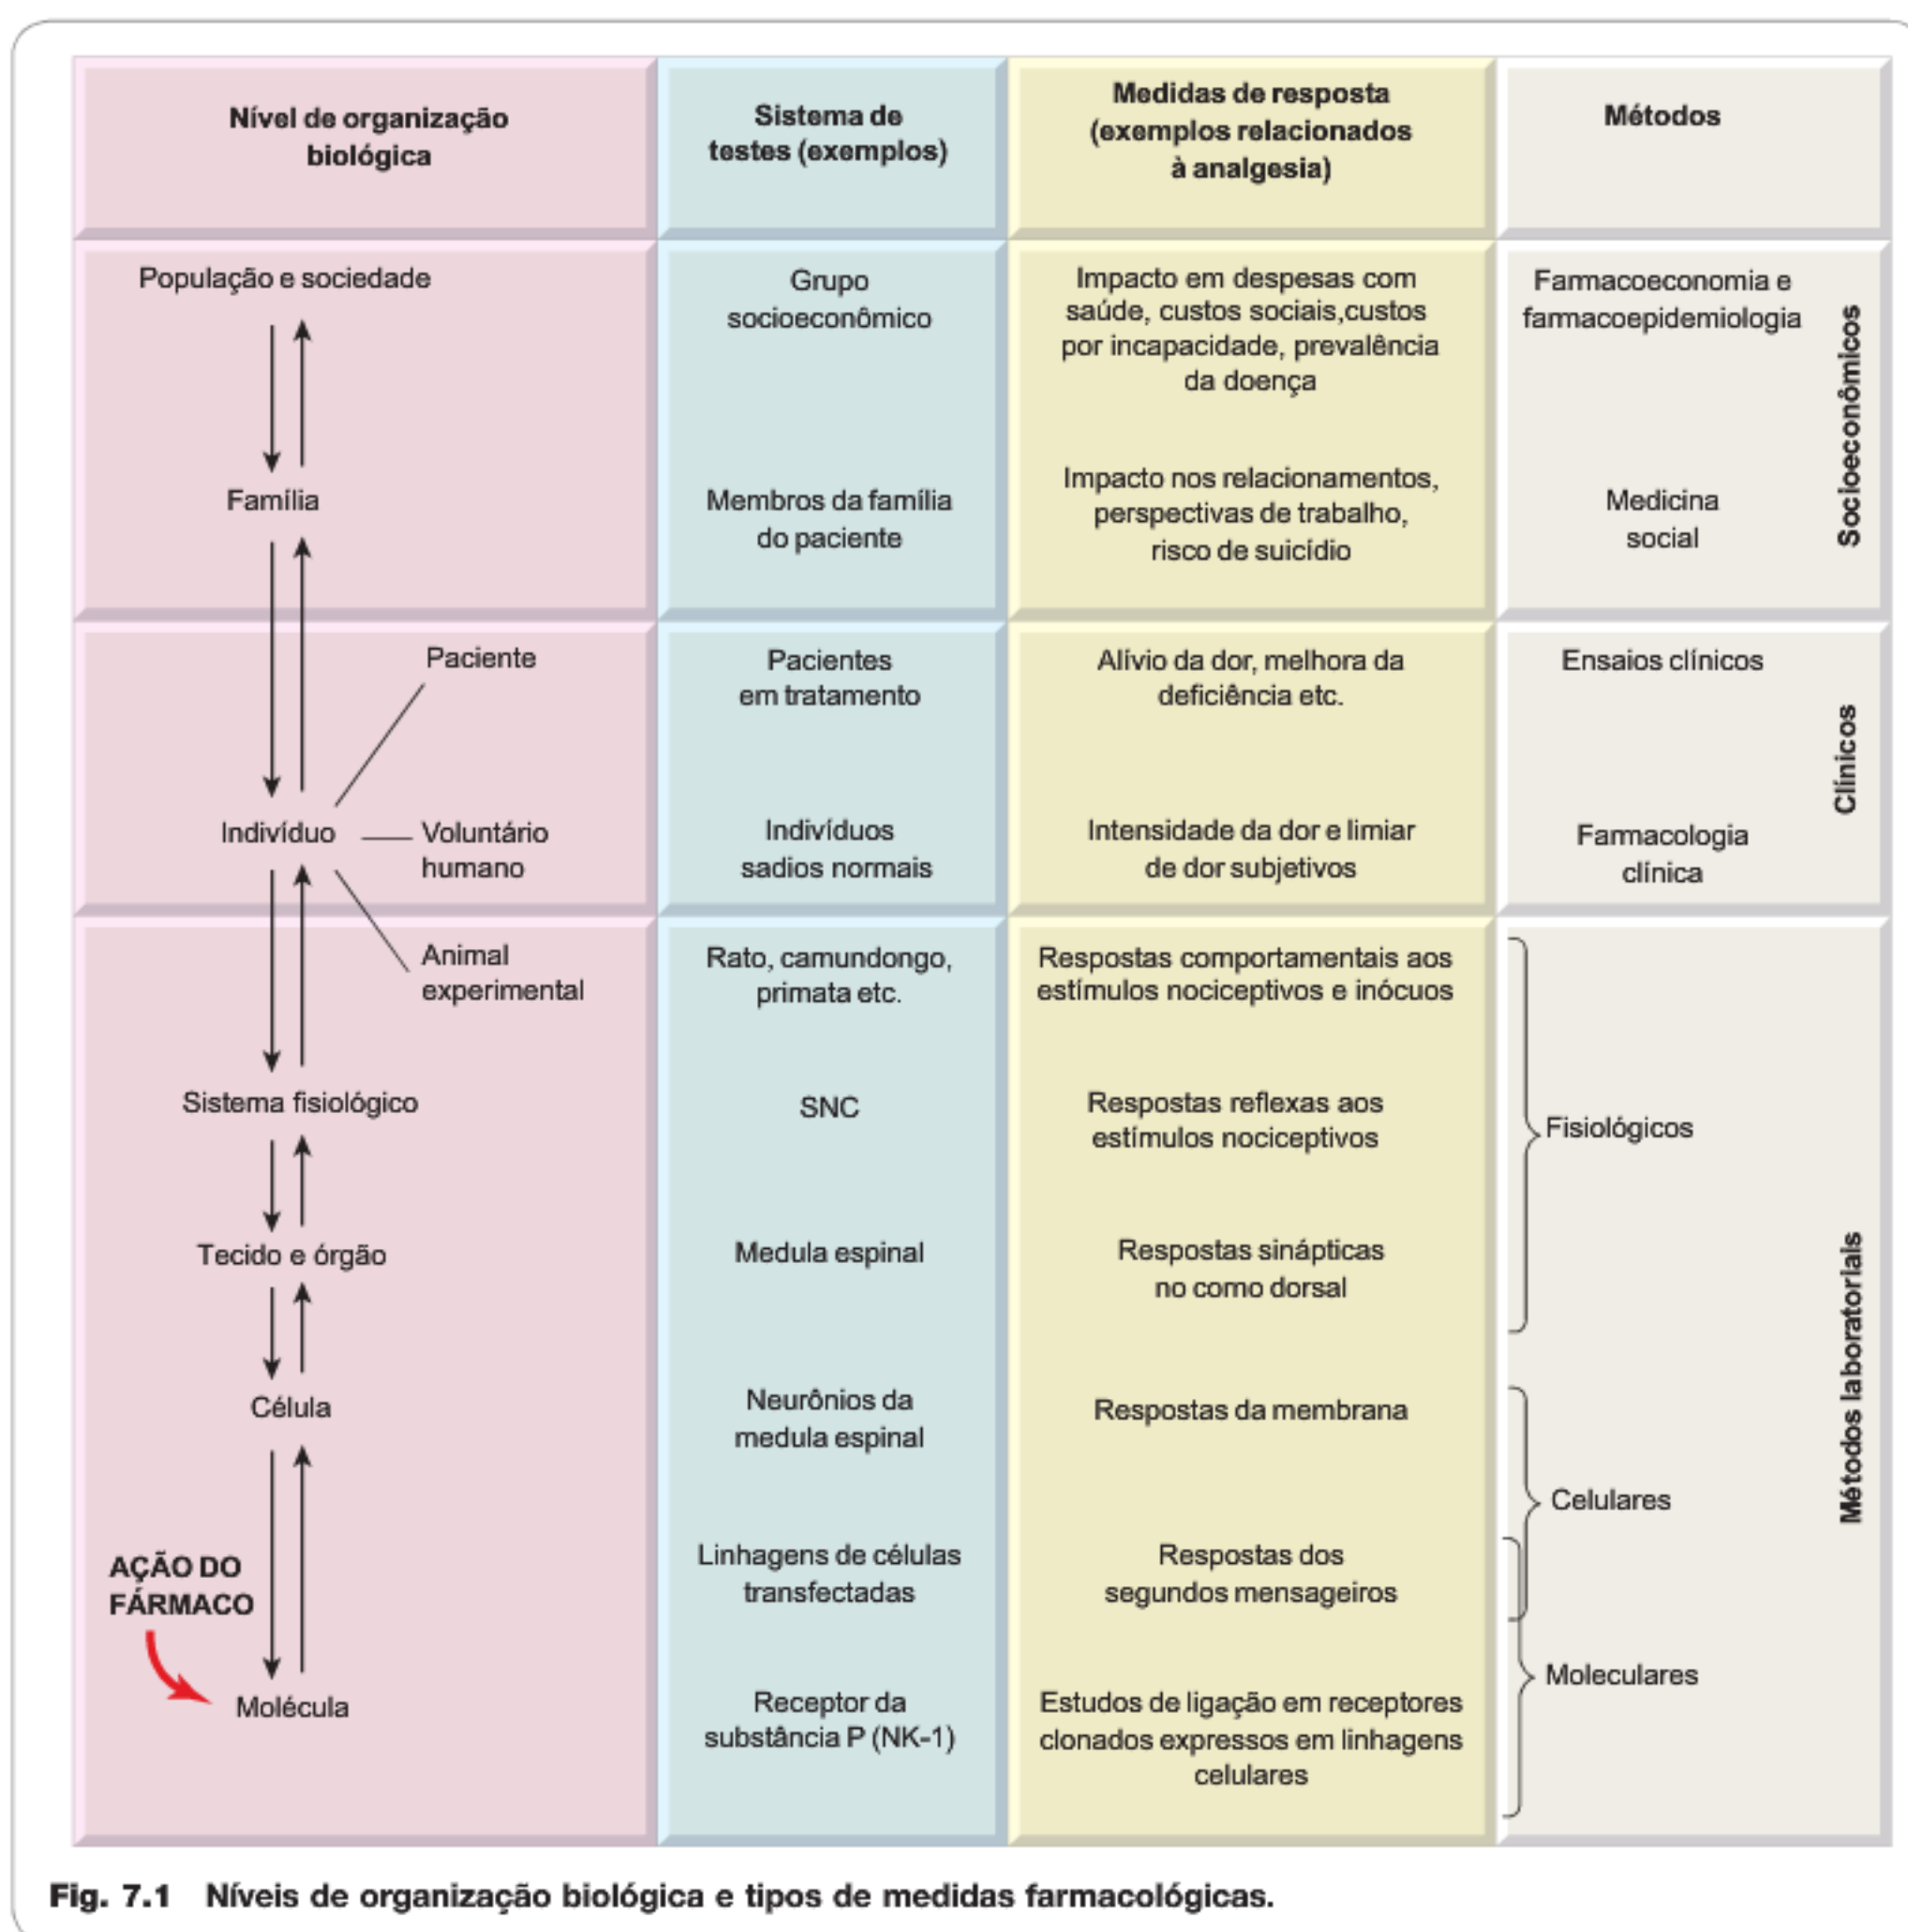 Nível de organização
biológica
Sistema de
testes (exemplos)
Medidas de resposta
(exemplos relacionados
à analgesia)
Métodos
População e sociedade
Grupo
socioeconômico
Impacto em despesas com
saúde, custos sociais,custos
por incapacidade, prevalência
da doença
Farmacoeconomia e
farmacoepidemiologia
Socioeconômicos
Família
Membros da família
do paciente
Impacto nos relacionamentos,
perspectivas de trabalho,
risco de suicídio
Medicina
social
Paciente
Pacientes
em tratamento
Alívio da dor, melhora da
deficiência etc.
Ensaios clínicos
Clínicos
Indivíduo
Voluntário
humano
Indivíduos
sadios normais
Intensidade da dor e limiar
de dor subjetivos
Farmacologia
clínica
Animal
experimental
Rato, camundongo,
primata etc.
Respostas comportamentais aos
estímulos nociceptivos e inócuos
Sistema fisiológico
SNC
Respostas reflexas aos
estímulos nociceptivos
Fisiológicos
Tecido e órgão
Medula espinal
Respostas sinápticas
no como dorsal
Métodos laboratoriais
Célula
Neurônios da
medula espinal
Respostas da membrana
Celulares
AÇÃO DO
FÁRMACO
Linhagens de células
transfectadas
Respostas dos
segundos mensageiros
Moleculares
Molécula
Receptor da
substância P (NK-1)
Estudos de ligação em receptores
clonados expressos em linhagens
celulares
Fig. 7.1 Níveis de organização biológica e tipos de medidas farmacológicas.